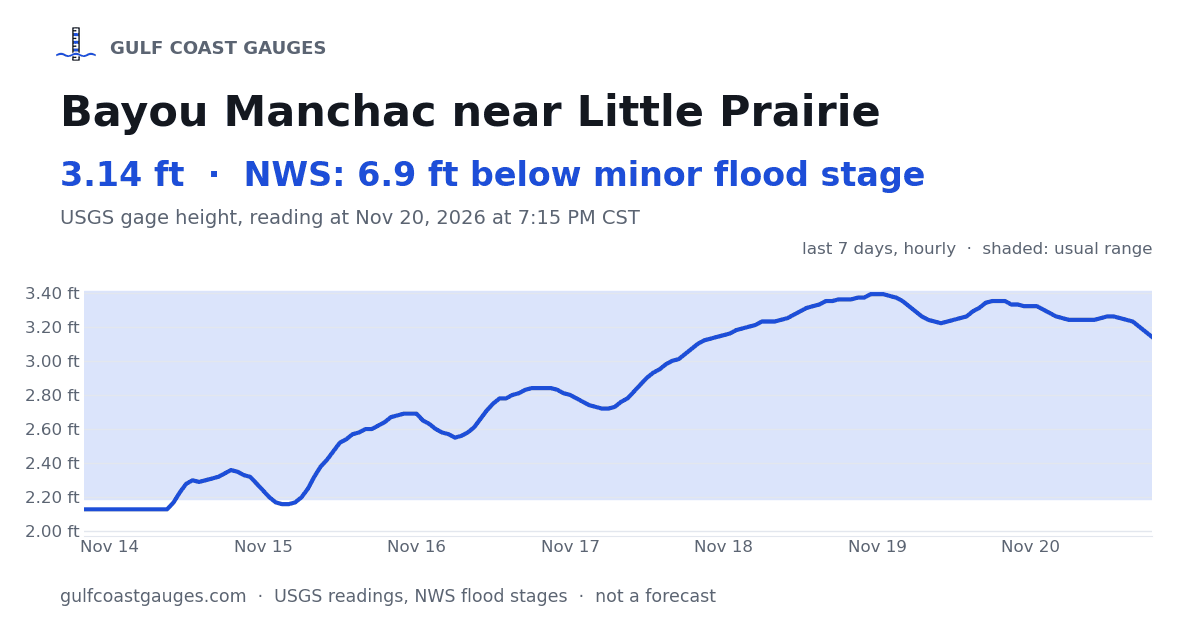 GULF COAST GAUGES
Bayou Manchac near Little Prairie
3.14 ft · NWS: 6.9 ft below minor flood stage
USGS gage height, reading at Nov 20, 2026 at 7:15 PM CST
last 7 days, hourly · shaded: usual range
3.40 ft
3.20 ft
3.00 ft
2.80 ft
2.60 ft
2.40 ft
2.20 ft
2.00 ft
Nov 14 Nov 15 Nov 16 Nov 17 Nov 18 Nov 19 Nov 20
gulfcoastgauges.com · USGS readings, NWS flood stages · not a forecast